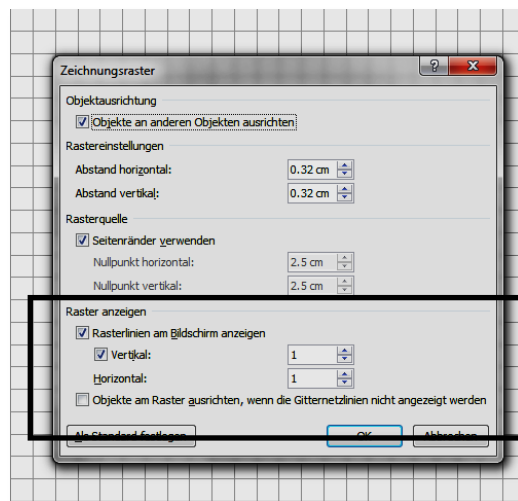 Zeichnungsraster
Objektausrichtung
Objekte an anderen Objekten ausrichten
Rastereinstellungen
Abstand horizontal: 0.32 cm
Abstand vertikal: 0.32 cm
Rasterquelle
Seitenränder verwenden
Nullpunkt horizontal: 2.5 cm
Nullpunkt vertikal: 2.5 cm
Raster anzeigen
Rasterlinien am Bildschirm anzeigen
Vertikal: 1
Horizontal: 1
Objekte am Raster ausrichten, wenn die Gitternetzlinien nicht angezeigt werden
Als Standard festlegen OK Abbrechen